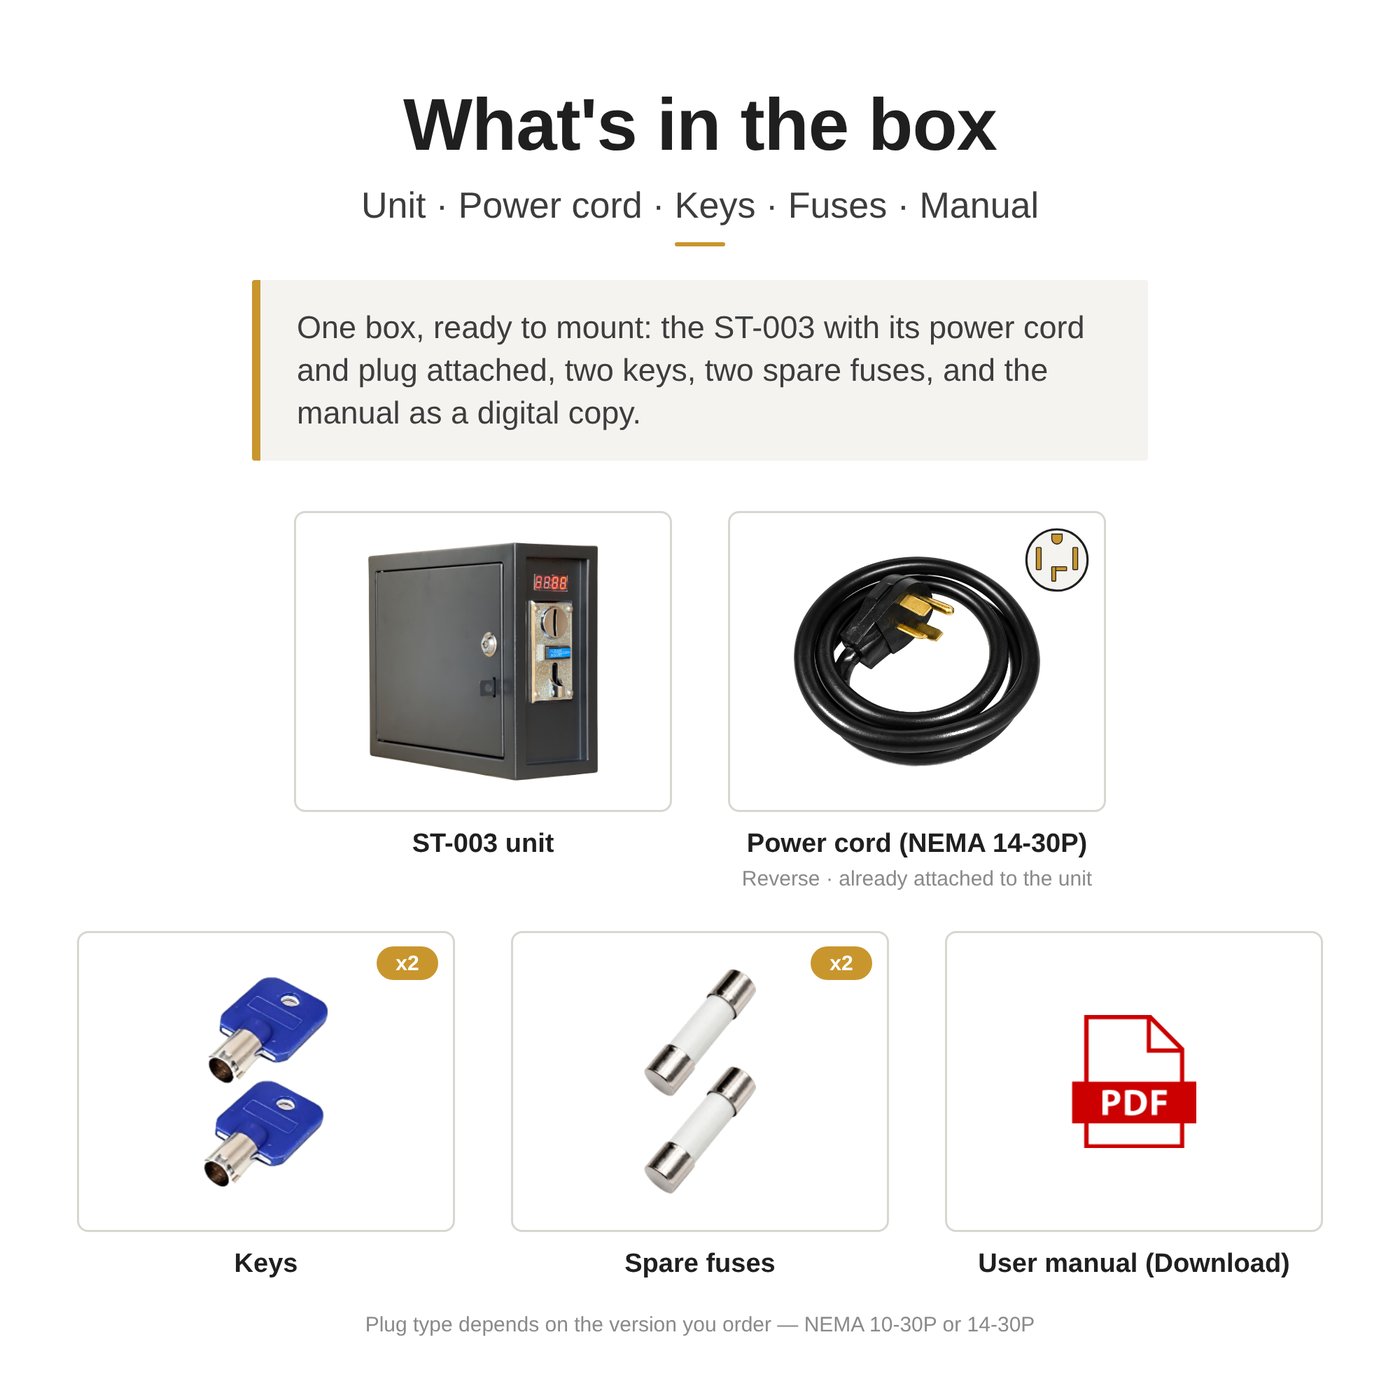 What's in the box
Unit · Power cord · Keys · Fuses · Manual
One box, ready to mount: the ST-003 with its power cord
and plug attached, two keys, two spare fuses, and the
manual as a digital copy.
88:88
ST-003 unit
Power cord (NEMA 14-30P)
Reverse · already attached to the unit
x2
x2
PDF
Keys
Spare fuses
User manual (Download)
Plug type depends on the version you order — NEMA 10-30P or 14-30P